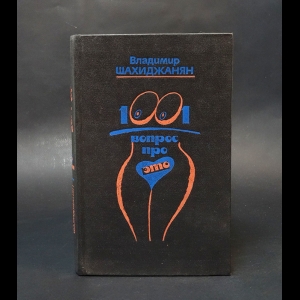 Владимир
ШАХИДЖАНЯН
1001
вопрос
про
это